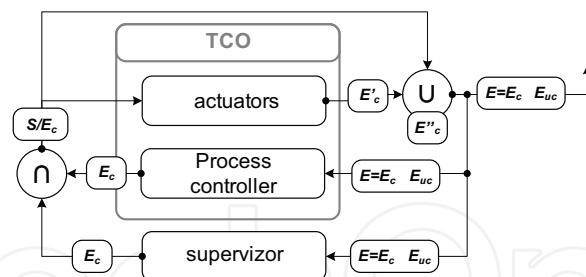 TCO
actuators
E'c
∪
E=Ec Euc
S/Ec
E"c
∩
Ec
Process
controller
E=Ec Euc
Ec
supervizor
E=Ec Euc